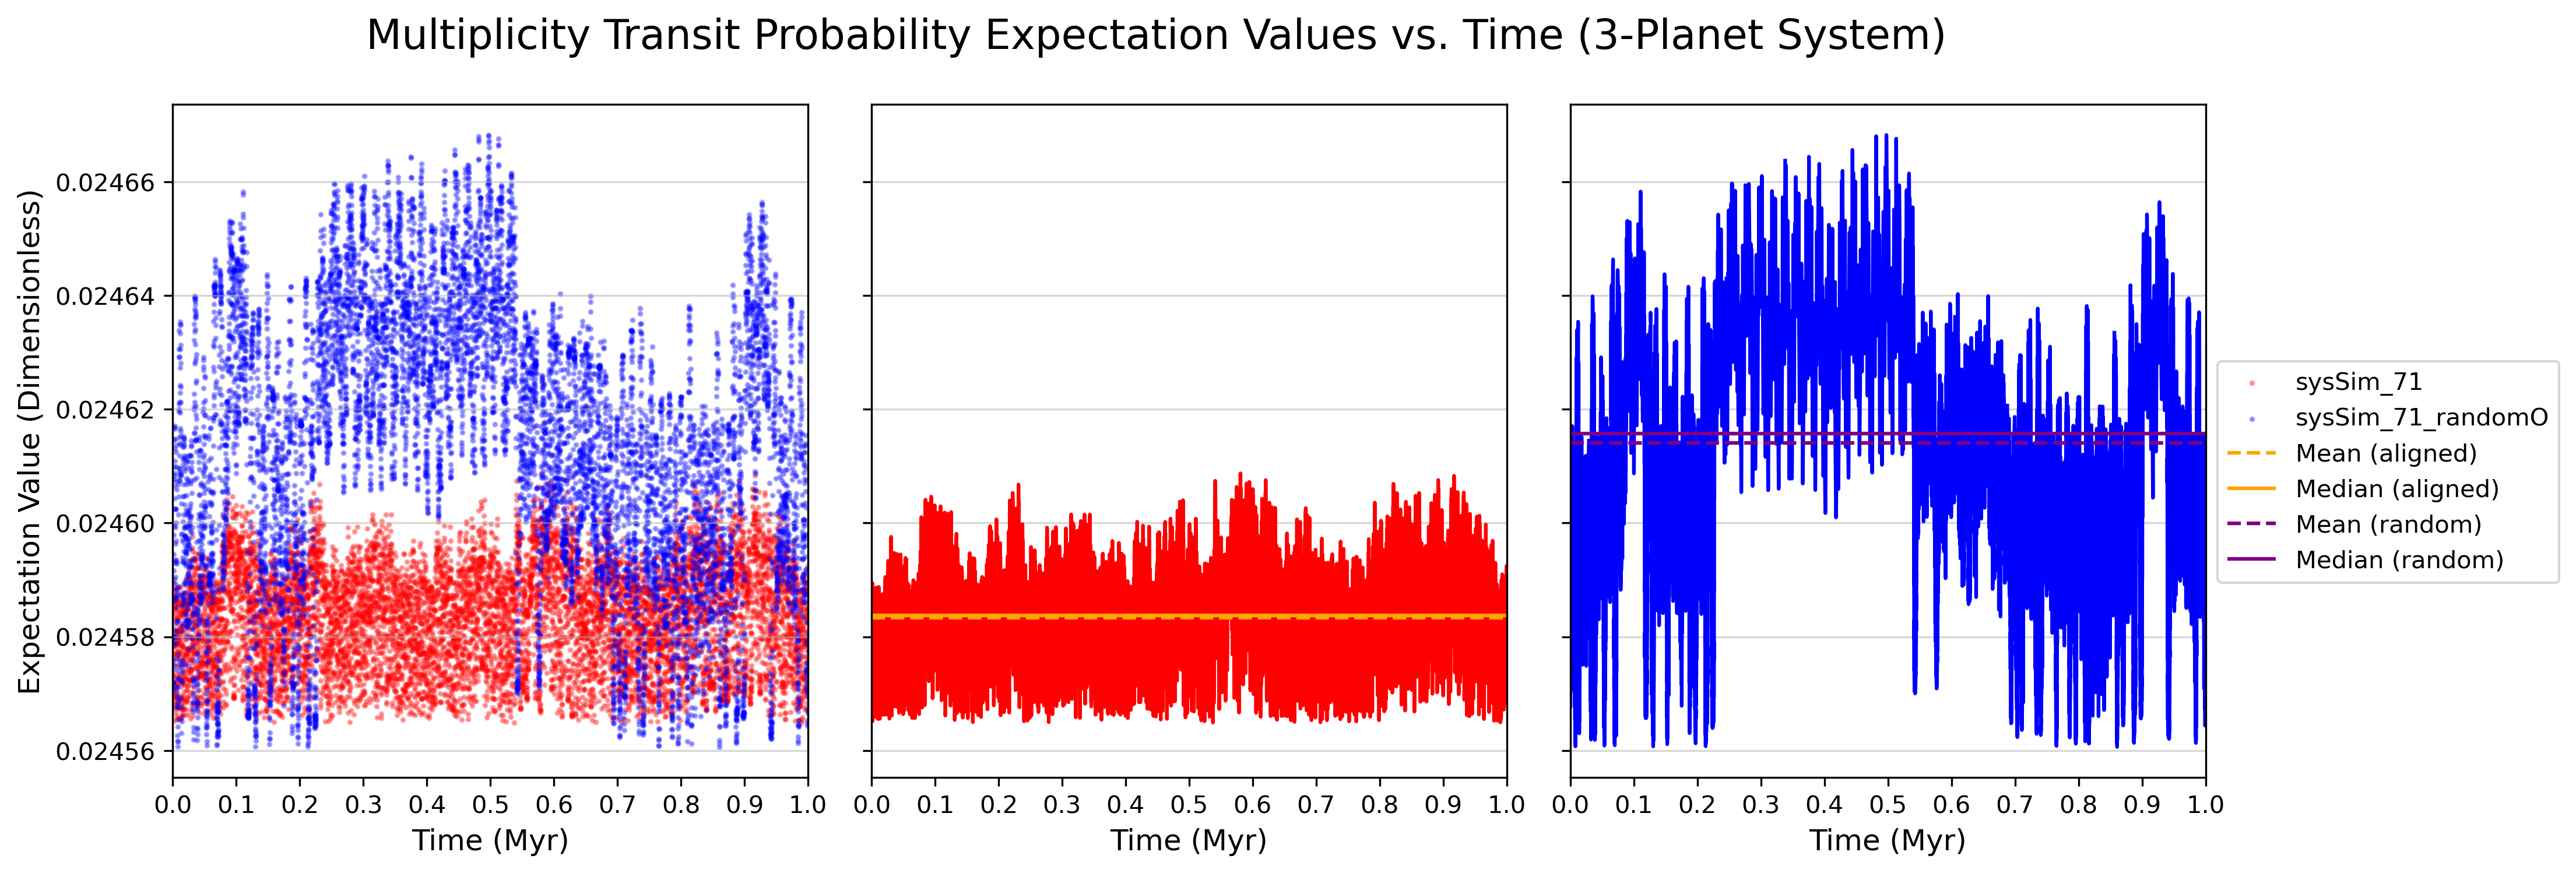 Multiplicity Transit Probability Expectation Values vs. Time (3-Planet System)
Expectation Value (Dimensionless)
0.02466
0.02464
0.02462
0.02460
0.02458
0.02456
0.0 0.1 0.2 0.3 0.4 0.5 0.6 0.7 0.8 0.9 1.0
Time (Myr)
0.0 0.1 0.2 0.3 0.4 0.5 0.6 0.7 0.8 0.9 1.0
Time (Myr)
0.0 0.1 0.2 0.3 0.4 0.5 0.6 0.7 0.8 0.9 1.0
Time (Myr)
sysSim_71
sysSim_71_randomO
Mean (aligned)
Median (aligned)
Mean (random)
Median (random)